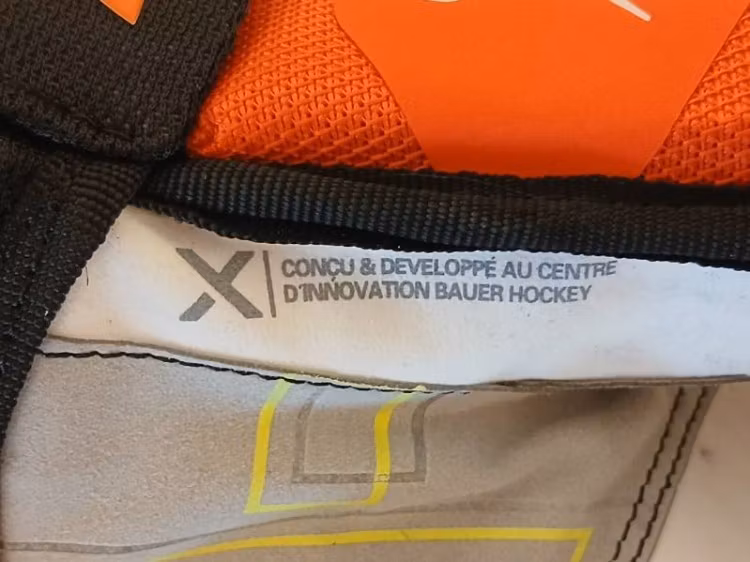 X
CONÇU & DEVELOPPÉ AU CENTRE
D'INNOVATION BAUER HOCKEY